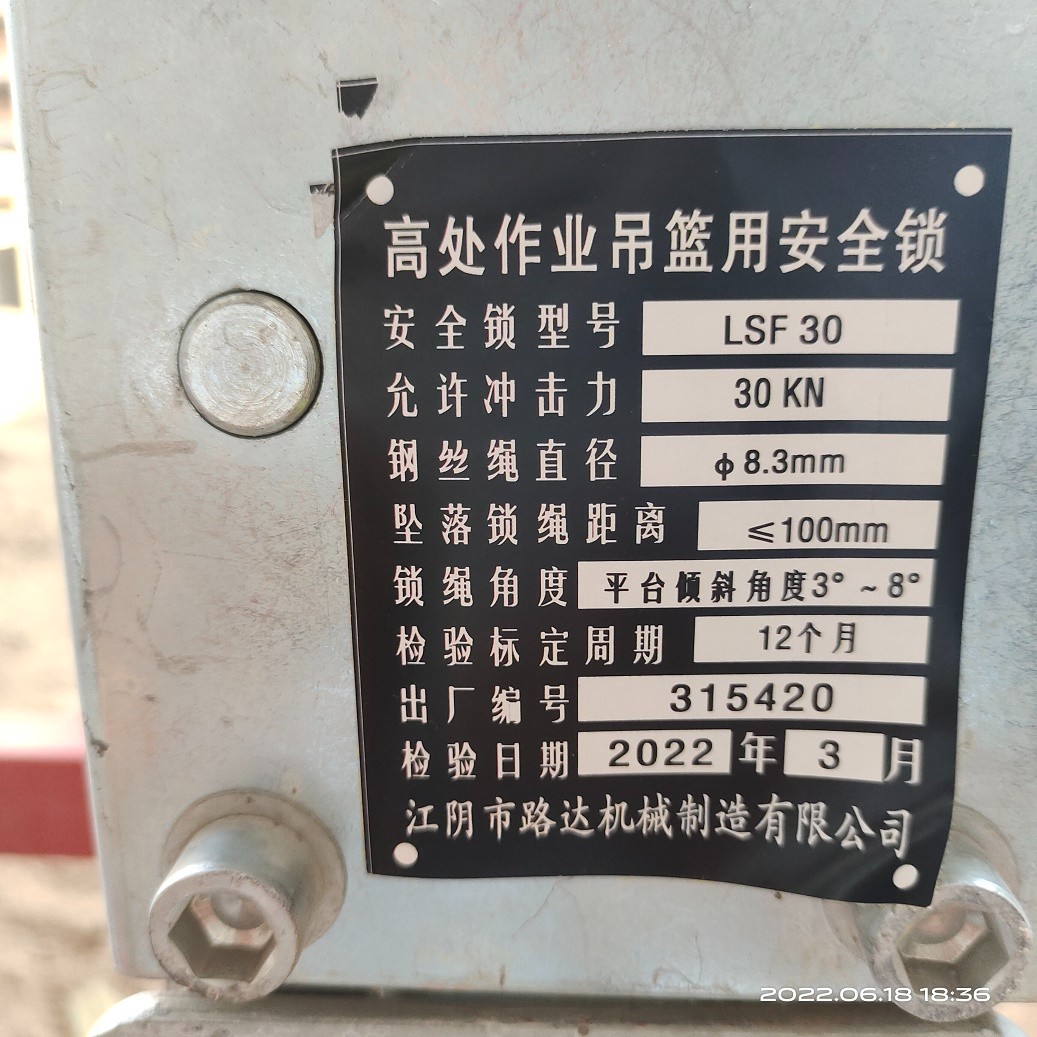 高处作业吊篮用安全锁
安全锁型号 LSF 30
允许冲击力 30 KN
钢丝绳直径 ф8.3mm
坠落锁绳距离 ≤100mm
锁绳角度 平台倾斜角度3°~8°
检验标定周期 12个月
出厂编号 315420
检验日期 2022 年 3 月
江阴市路达机械制造有限公司
2022.06.18 18:36